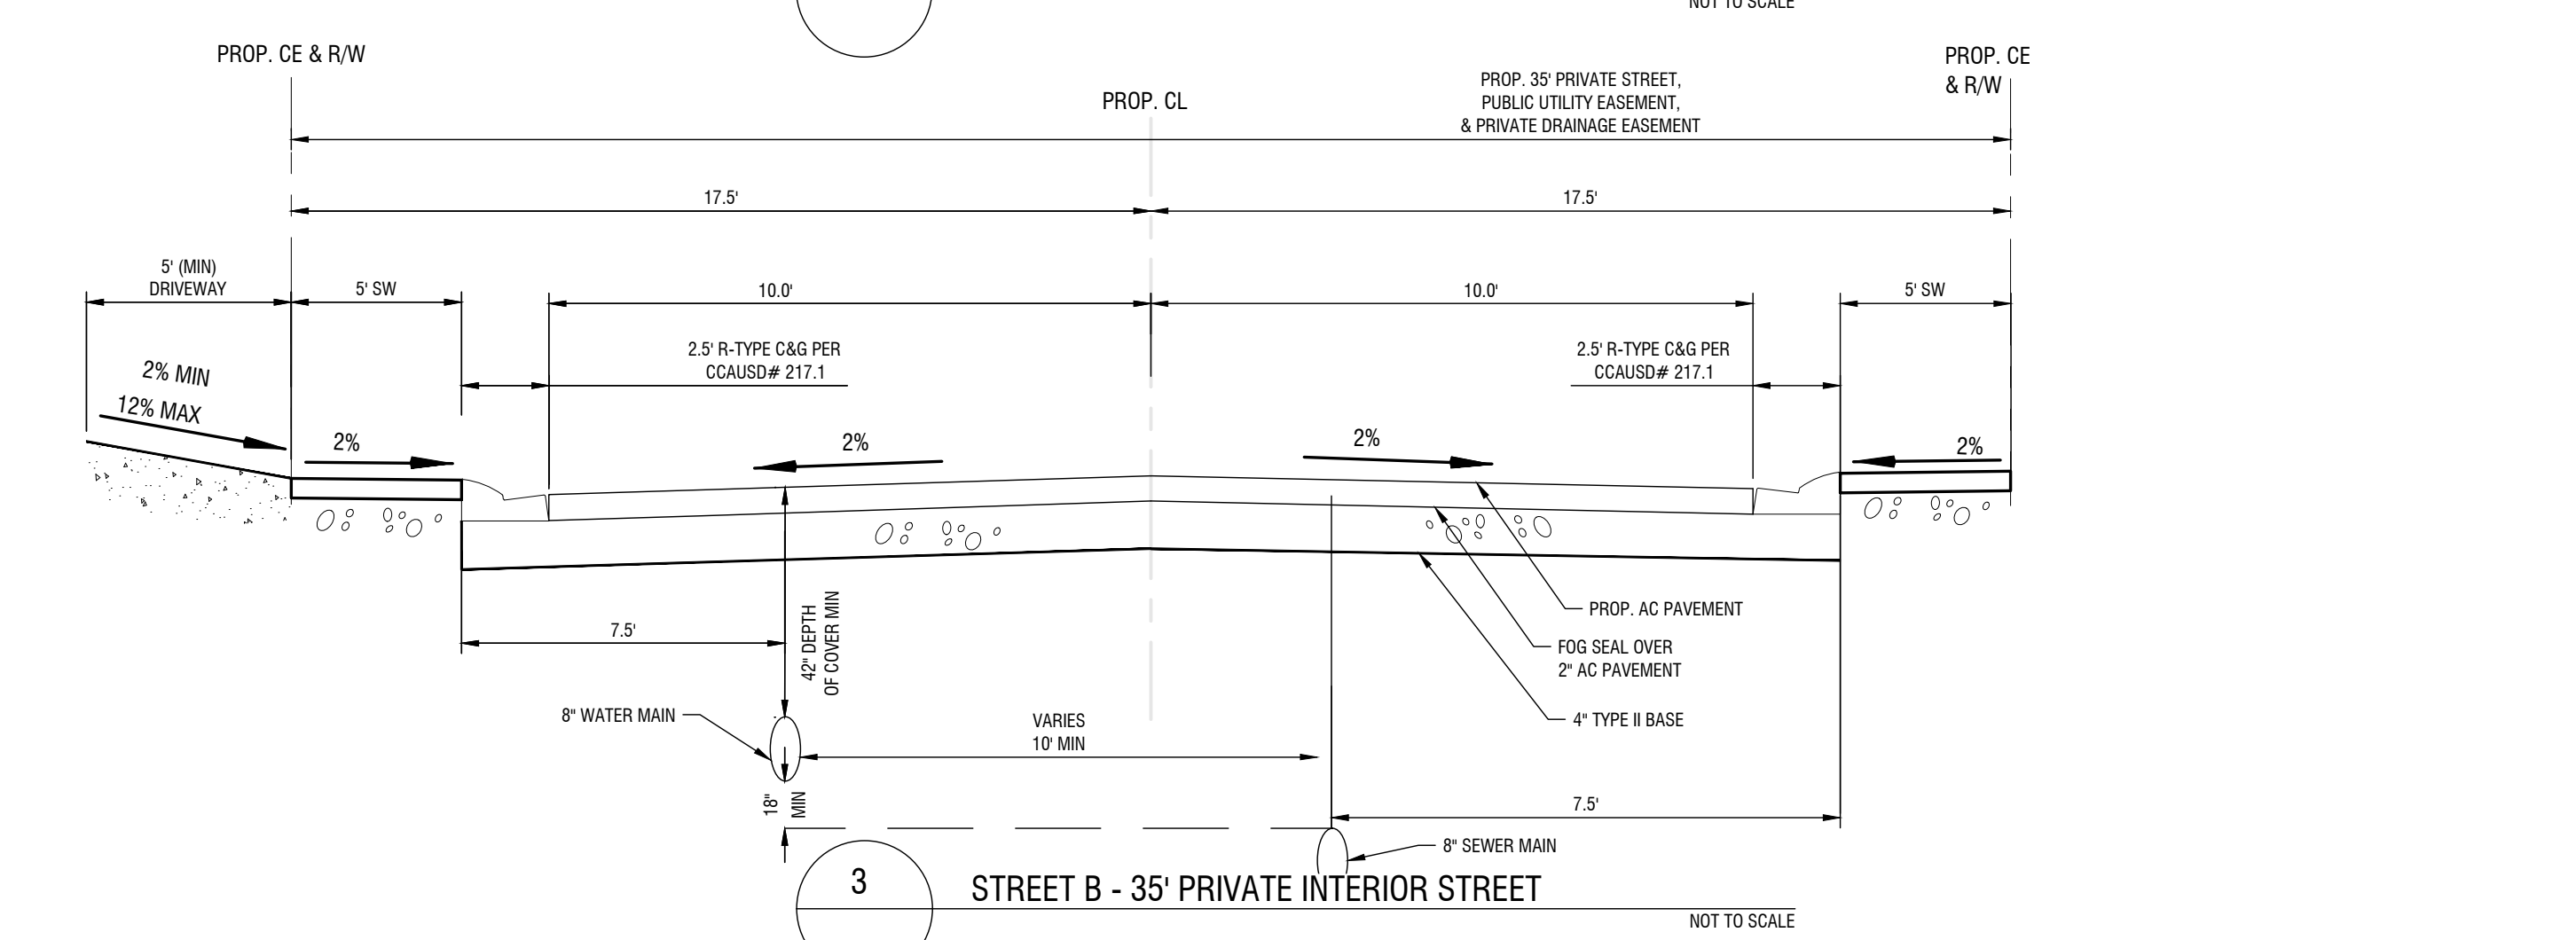 NOT TO SCALE
PROP. CE & R/W
PROP. CE
& R/W
PROP. CL
PROP. 35' PRIVATE STREET,
PUBLIC UTILITY EASEMENT,
& PRIVATE DRAINAGE EASEMENT
17.5'
17.5'
5' (MIN)
DRIVEWAY
5' SW
10.0'
10.0'
5' SW
2.5' R-TYPE C&G PER
CCAUSD# 217.1
2.5' R-TYPE C&G PER
CCAUSD# 217.1
2% MIN
12% MAX
2%
2%
2%
2%
7.5'
42" DEPTH
OF COVER MIN
PROP. AC PAVEMENT
FOG SEAL OVER
2" AC PAVEMENT
4" TYPE II BASE
8" WATER MAIN
VARIES
10' MIN
18"
MIN
7.5'
8" SEWER MAIN
3
STREET B - 35' PRIVATE INTERIOR STREET
NOT TO SCALE